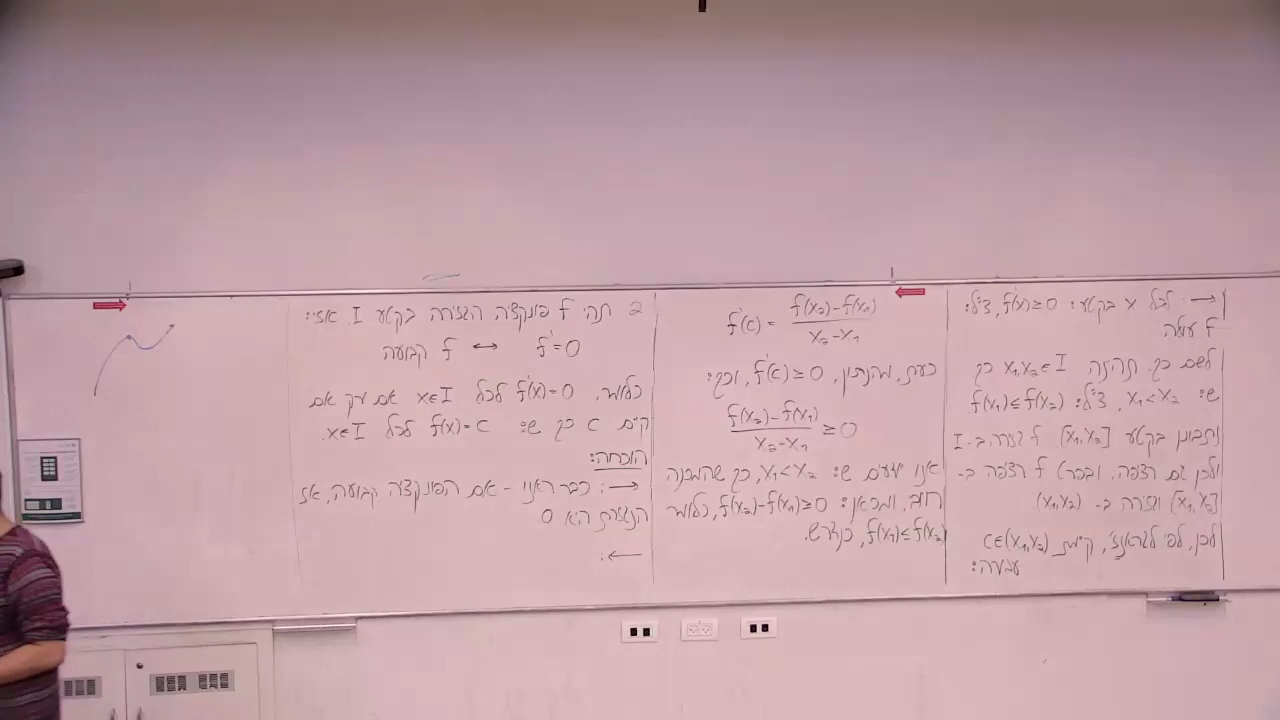 →: לכל x בקטע: f'(x)≥0, צ"ל:
f עולה
לשם כך, תהינה x₁,x₂∈I כך
ש: x₁<x₂, צ"ל: f(x₁)≤f(x₂)
נתבונן בקטע [x₁,x₂]. f גזירה ב-I
ולכן גם רציפה, ובפרט f רציפה ב-
[x₁,x₂] וגזירה ב- (x₁,x₂)
לכן, לפי לגראנז', קיימת c∈(x₁,x₂)
עבורה:
f'(c) = (f(x₂)-f(x₁))/(x₂-x₁)
כעת, מהנתון, f'(c)≥0, ולכן:
(f(x₂)-f(x₁))/(x₂-x₁) ≥0
אנו יודעים ש: x₁<x₂, כך שהמכנה
חיובי, ומכאן: f(x₂)-f(x₁)≥0, כלומר
f(x₁)≤f(x₂), כנדרש.
2 תהי f פונקציה הגזירה בקטע I. אזי:
f'=0 ↔ f קבועה
כלומר, f'(x)=0 לכל x∈I אם ורק אם
קיים c כך ש: f(x)=c לכל x∈I.
הוכחה:
→: כבר ראינו - אם הפונקציה קבועה, אז
הנגזרת היא 0
←: